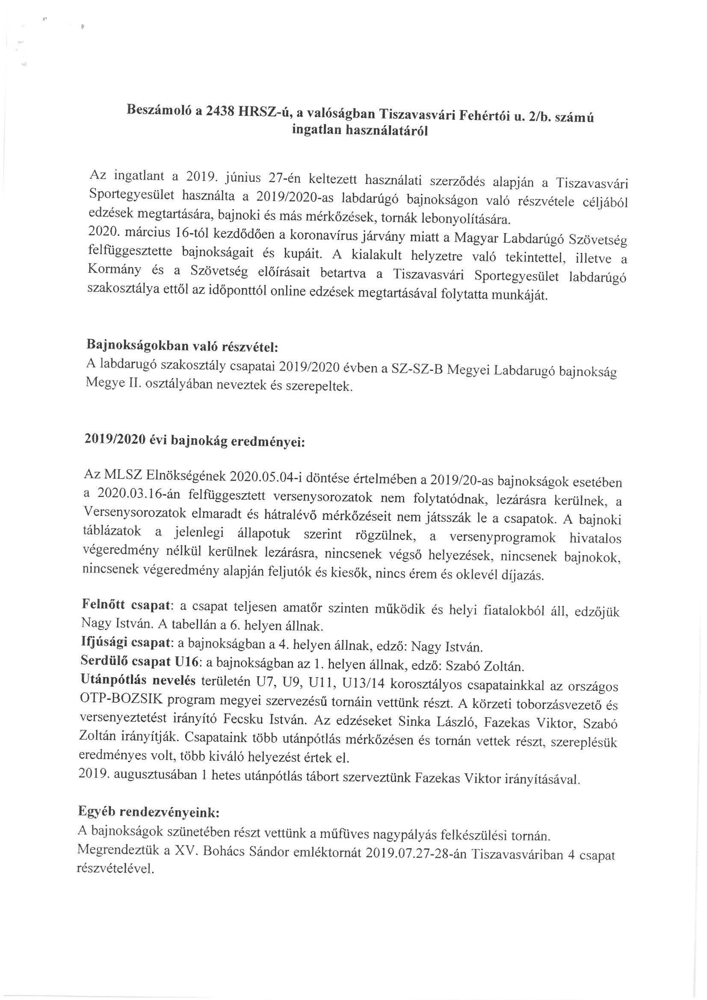 Beszámoló a 2438 HRSZ-ú, a valóságban Tiszavasvári Fehértói u. 2/b. számú
ingatlan használatáról
Az ingatlant a 2019. június 27-én keltezett használati szerződés alapján a Tiszavasvári
Sportegyesület használta a 2019/2020-as labdarúgó bajnokságon való részvétele céljából
edzések megtartására, bajnoki és más mérkőzések, tornák lebonyolítására.
2020. március 16-tól kezdődően a koronavírus járvány miatt a Magyar Labdarúgó Szövetség
felfüggesztette bajnokságait és kupáit. A kialakult helyzetre való tekintettel, illetve a
Kormány és a Szövetség előírásait betartva a Tiszavasvári Sportegyesület labdarúgó
szakosztálya ettől az időponttól online edzések megtartásával folytatta munkáját.
Bajnokságokban való részvétel:
A labdarugó szakosztály csapatai 2019/2020 évben a SZ-SZ-B Megyei Labdarugó bajnokság
Megye II. osztályában neveztek és szerepeltek.
2019/2020 évi bajnokág eredményei:
Az MLSZ Elnökségének 2020.05.04-i döntése értelmében a 2019/20-as bajnokságok esetében
a 2020.03.16-án felfüggesztett versenysorozatok nem folytatódnak, lezárásra kerülnek, a
Versenysorozatok elmaradt és hátralévő mérkőzéseit nem játsszák le a csapatok. A bajnoki
táblázatok a jelenlegi állapotuk szerint rögzülnek, a versenyprogramok hivatalos
végeredmény nélkül kerülnek lezárásra, nincsenek végső helyezések, nincsenek bajnokok,
nincsenek végeredmény alapján feljutók és kiesők, nincs érem és oklevél díjazás.
Felnőtt csapat: a csapat teljesen amatőr szinten működik és helyi fiatalokból áll, edzőjük
Nagy István. A tabellán a 6. helyen állnak.
Ifjúsági csapat: a bajnokságban a 4. helyen állnak, edző: Nagy István.
Serdülő csapat U16: a bajnokságban az 1. helyen állnak, edző: Szabó Zoltán.
Utánpótlás nevelés területén U7, U9, U11, U13/14 korosztályos csapatainkkal az országos
OTP-BOZSIK program megyei szervezésű tornáin vettünk részt. A körzeti toborzásvezető és
versenyeztetést irányító Fecsku István. Az edzéseket Sinka László, Fazekas Viktor, Szabó
Zoltán irányítják. Csapataink több utánpótlás mérkőzésen és tornán vettek részt, szereplésük
eredményes volt, több kiváló helyezést értek el.
2019. augusztusában 1 hetes utánpótlás tábort szerveztünk Fazekas Viktor irányításával.
Egyéb rendezvényeink:
A bajnokságok szünetében részt vettünk a műfüves nagypályás felkészülési tornán.
Megrendeztük a XV. Bohács Sándor emléktornát 2019.07.27-28-án Tiszavasváriban 4 csapat
részvételével.